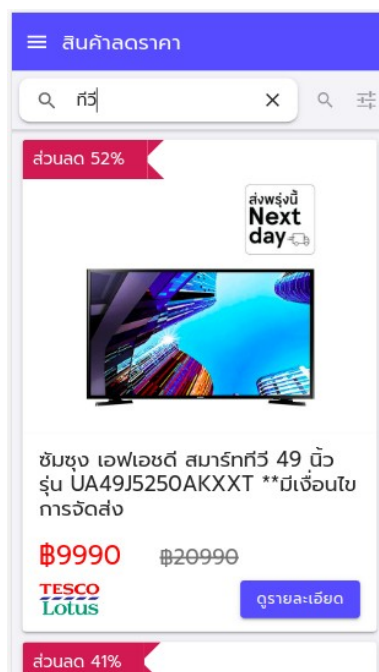 สินค้าลดราคา
ทีวี
ส่วนลด 52%
ส่งพรุ่งนี้
Next
day
ซัมซุง เอฟเอชดี สมาร์ททีวี 49 นิ้ว
รุ่น UA49J5250AKXXT **มีเงื่อนไข
การจัดส่ง
฿9990 ฿20990
TESCO
Lotus
ดูรายละเอียด
ส่วนลด 41%